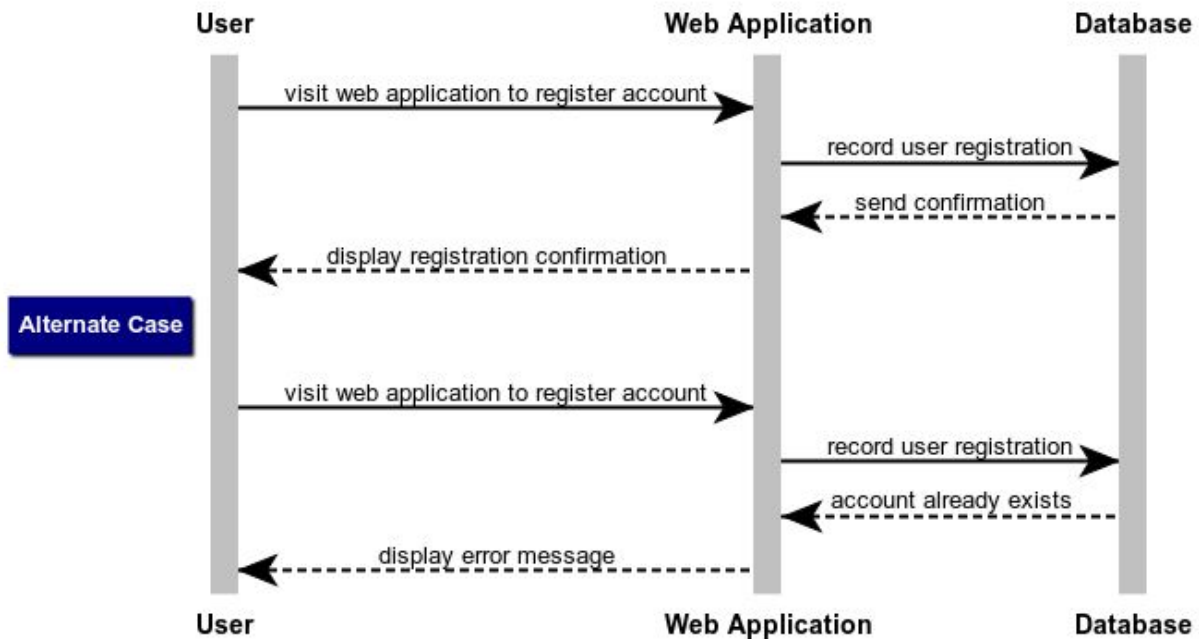 User Web Application Database
visit web application to register account
record user registration
send confirmation
display registration confirmation
Alternate Case
visit web application to register account
record user registration
account already exists
display error message
User Web Application Database